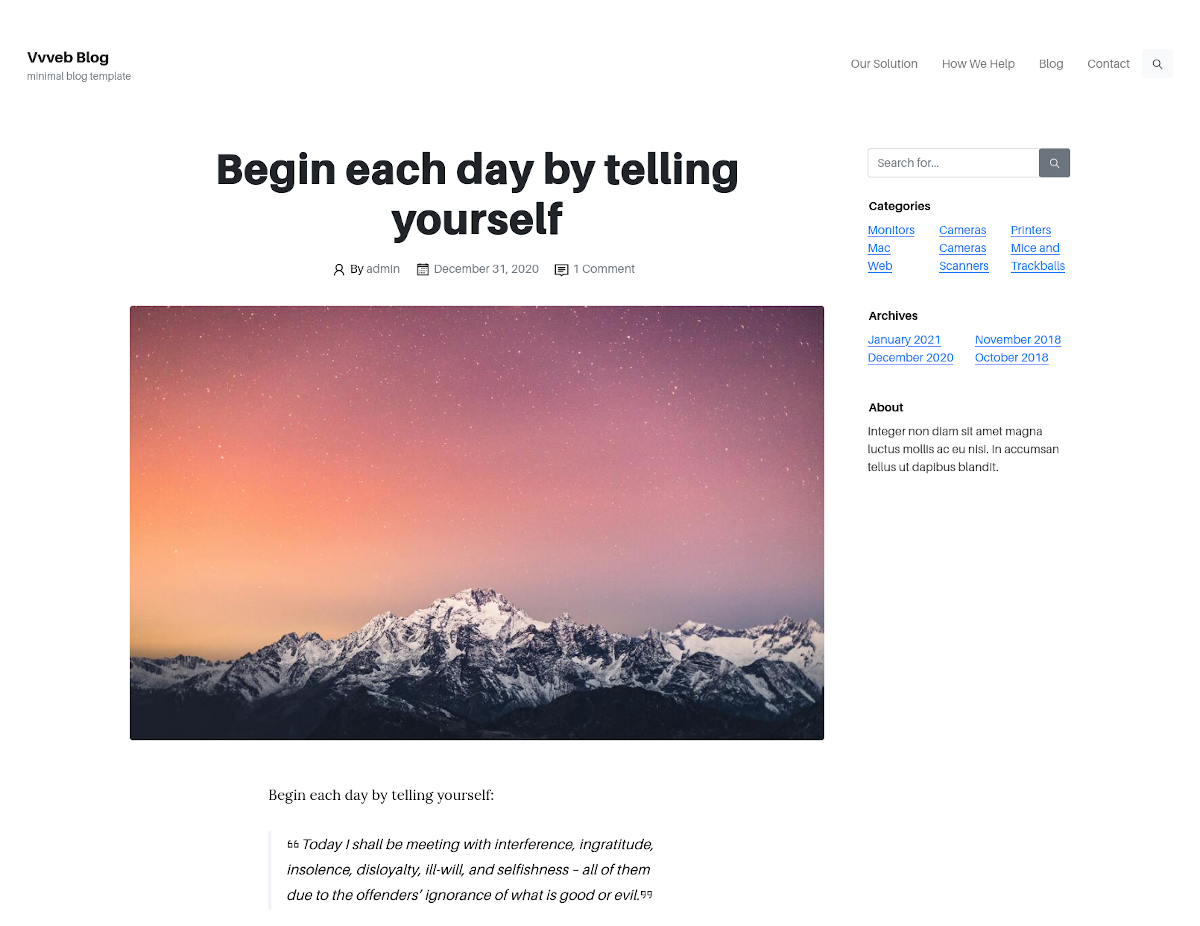 Vvveb Blog
minimal blog template
Our Solution How We Help Blog Contact
Begin each day by telling
yourself
By admin December 31, 2020 1 Comment
Search for...
Categories
Monitors Cameras Printers
Mac Cameras Mice and
Web Scanners Trackballs
Archives
January 2021 November 2018
December 2020 October 2018
About
Integer non diam sit amet magna
luctus mollis ac eu nisi. In accumsan
tellus ut dapibus blandit.
Begin each day by telling yourself:
“Today I shall be meeting with interference, ingratitude,
insolence, disloyalty, ill-will, and selfishness – all of them
due to the offenders’ ignorance of what is good or evil.”